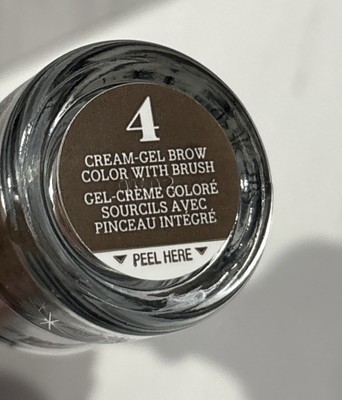 4
CREAM-GEL BROW
COLOR WITH BRUSH
GEL-CRÈME COLORÉ
SOURCILS AVEC
PINCEAU INTÉGRÉ
▼ PEEL HERE ▼